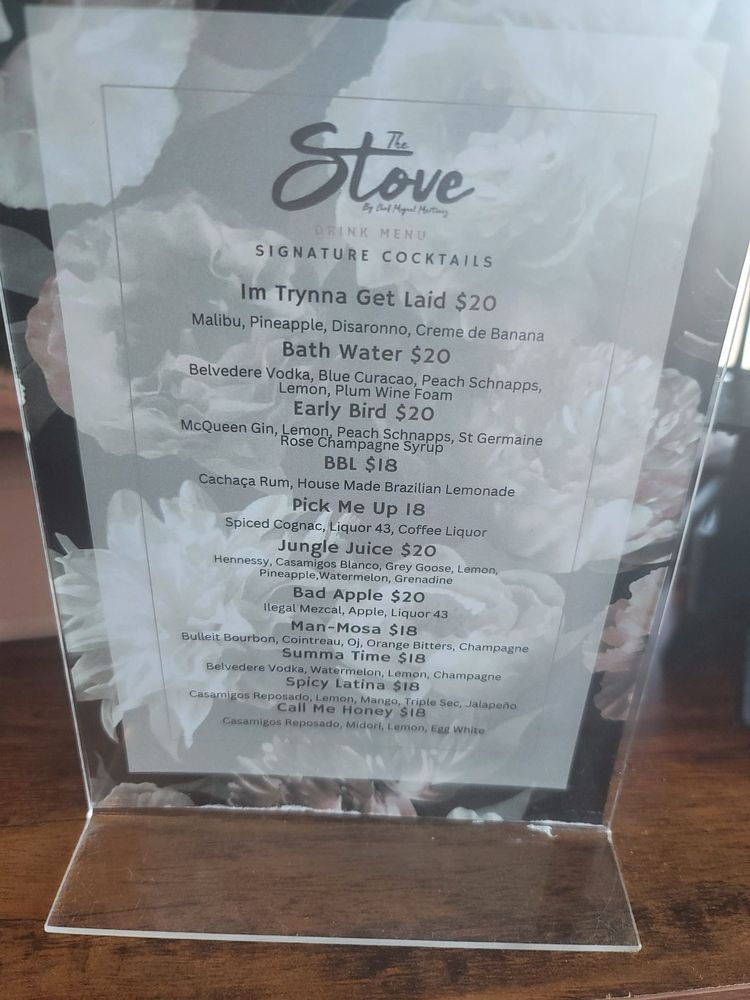 The
Stove
By Chef Miguel Martinez
DRINK MENU
SIGNATURE COCKTAILS
Im Trynna Get Laid $20
Malibu, Pineapple, Disaronno, Creme de Banana
Bath Water $20
Belvedere Vodka, Blue Curacao, Peach Schnapps,
Lemon, Plum Wine Foam
Early Bird $20
McQueen Gin, Lemon, Peach Schnapps, St Germaine
Rose Champagne Syrup
BBL $18
Cachaça Rum, House Made Brazilian Lemonade
Pick Me Up 18
Spiced Cognac, Liquor 43, Coffee Liquor
Jungle Juice $20
Hennessy, Casamigos Blanco, Grey Goose, Lemon,
Pineapple,Watermelon, Grenadine
Bad Apple $20
Ilegal Mezcal, Apple, Liquor 43
Man-Mosa $18
Bulleit Bourbon, Cointreau, Oj, Orange Bitters, Champagne
Summa Time $18
Belvedere Vodka, Watermelon, Lemon, Champagne
Spicy Latina $18
Casamigos Reposado, Lemon, Mango, Triple Sec, Jalapeño
Call Me Honey $18
Casamigos Reposado, Midori, Lemon, Egg White